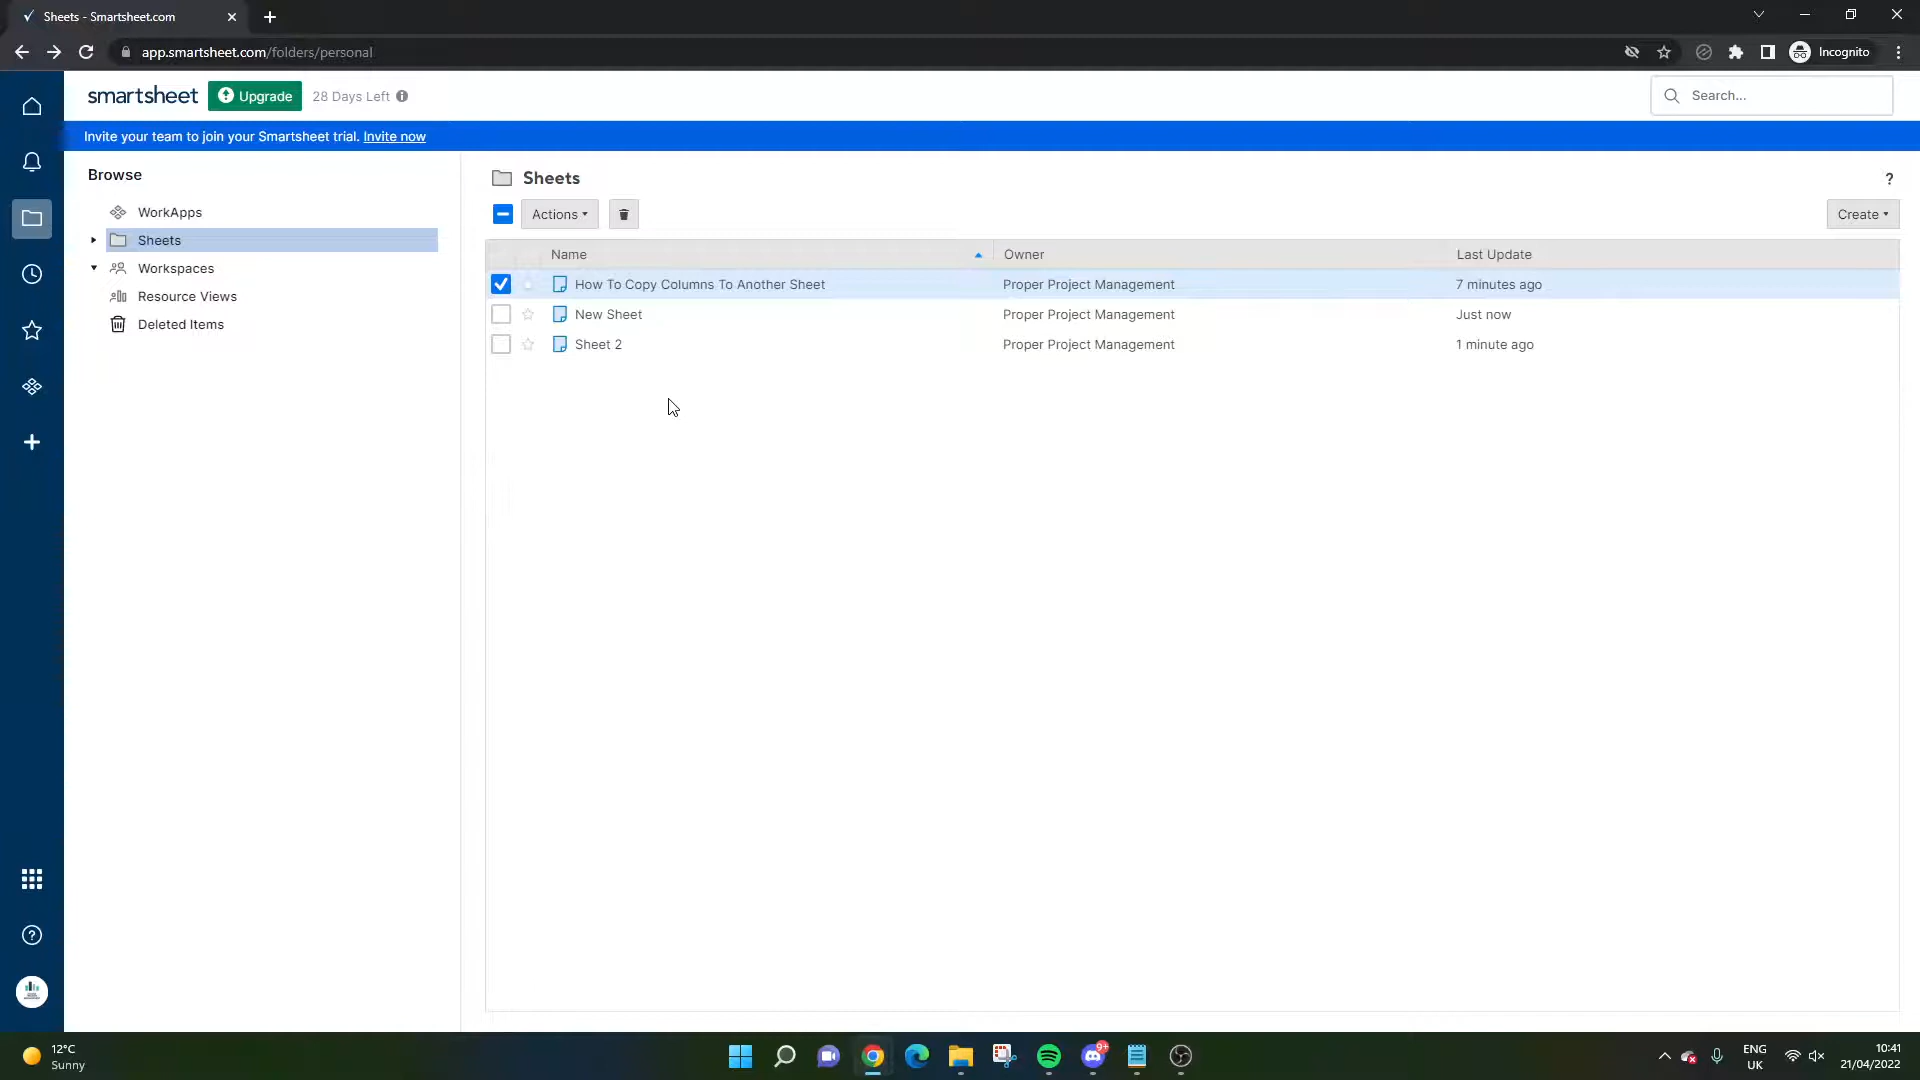 Sheets - Smartsheet.com
app.smartsheet.com/folders/personal
Incognito
smartsheet
Upgrade
28 Days Left
Search...
Invite your team to join your Smartsheet trial. Invite now
Browse
WorkApps
Sheets
Workspaces
Resource Views
Deleted Items
Sheets
?
Actions
Create
Name
Owner
Last Update
How To Copy Columns To Another Sheet
Proper Project Management
7 minutes ago
New Sheet
Proper Project Management
Just now
Sheet 2
Proper Project Management
1 minute ago
12°C
Sunny
9+
ENG
UK
10:41
21/04/2022